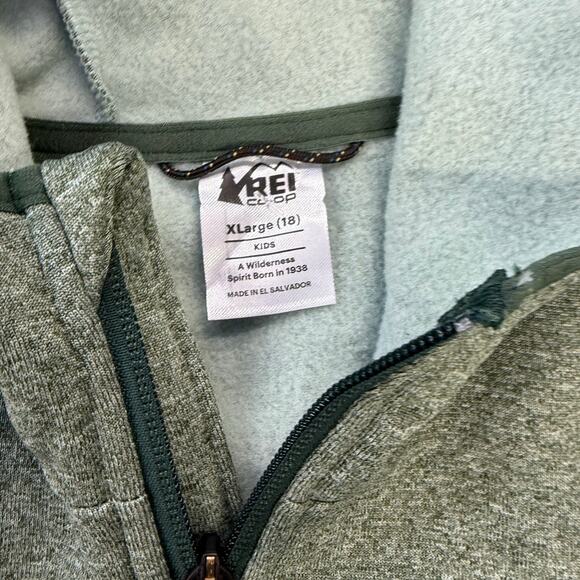 REI
CO-OP
XLarge (18)
KIDS
A Wilderness
Spirit Born in 1938
MADE IN EL SALVADOR